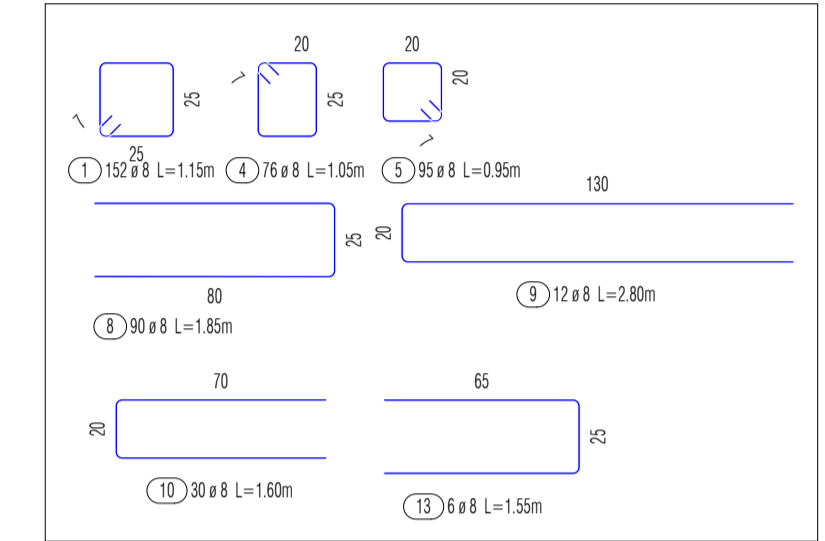 20
20
25
25
20
7
7
7
25
1 152 ø 8 L=1.15m
4 76 ø 8 L=1.05m
5 95 ø 8 L=0.95m
130
25
20
80
9 12 ø 8 L=2.80m
8 90 ø 8 L=1.85m
70
65
20
25
10 30 ø 8 L=1.60m
13 6 ø 8 L=1.55m